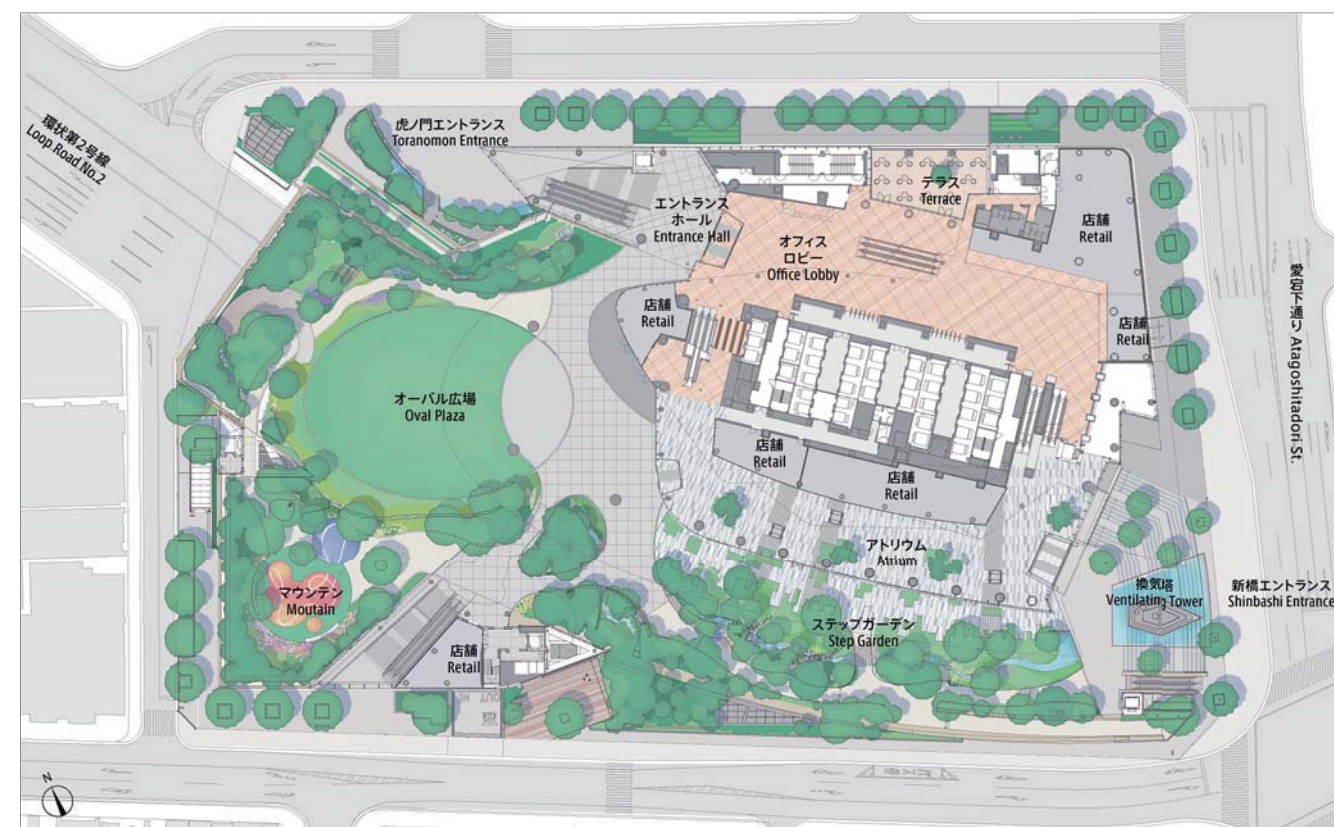 環状第2号線
Loop Road No.2
虎ノ門エントランス
Toranomon Entrance
エントランス
ホール
Entrance Hall
テラス
Terrace
オフィス
ロビー
Office Lobby
店舗
Retail
店舗
Retail
店舗
Retail
愛宕下通り Atagoshitadori St.
オーバル広場
Oval Plaza
店舗
Retail
店舗
Retail
アトリウム
Atrium
マウンテン
Moutain
換気塔
Ventilating Tower
新橋エントランス
Shinbashi Entrance
ステップガーデン
Step Garden
店舗
Retail
N